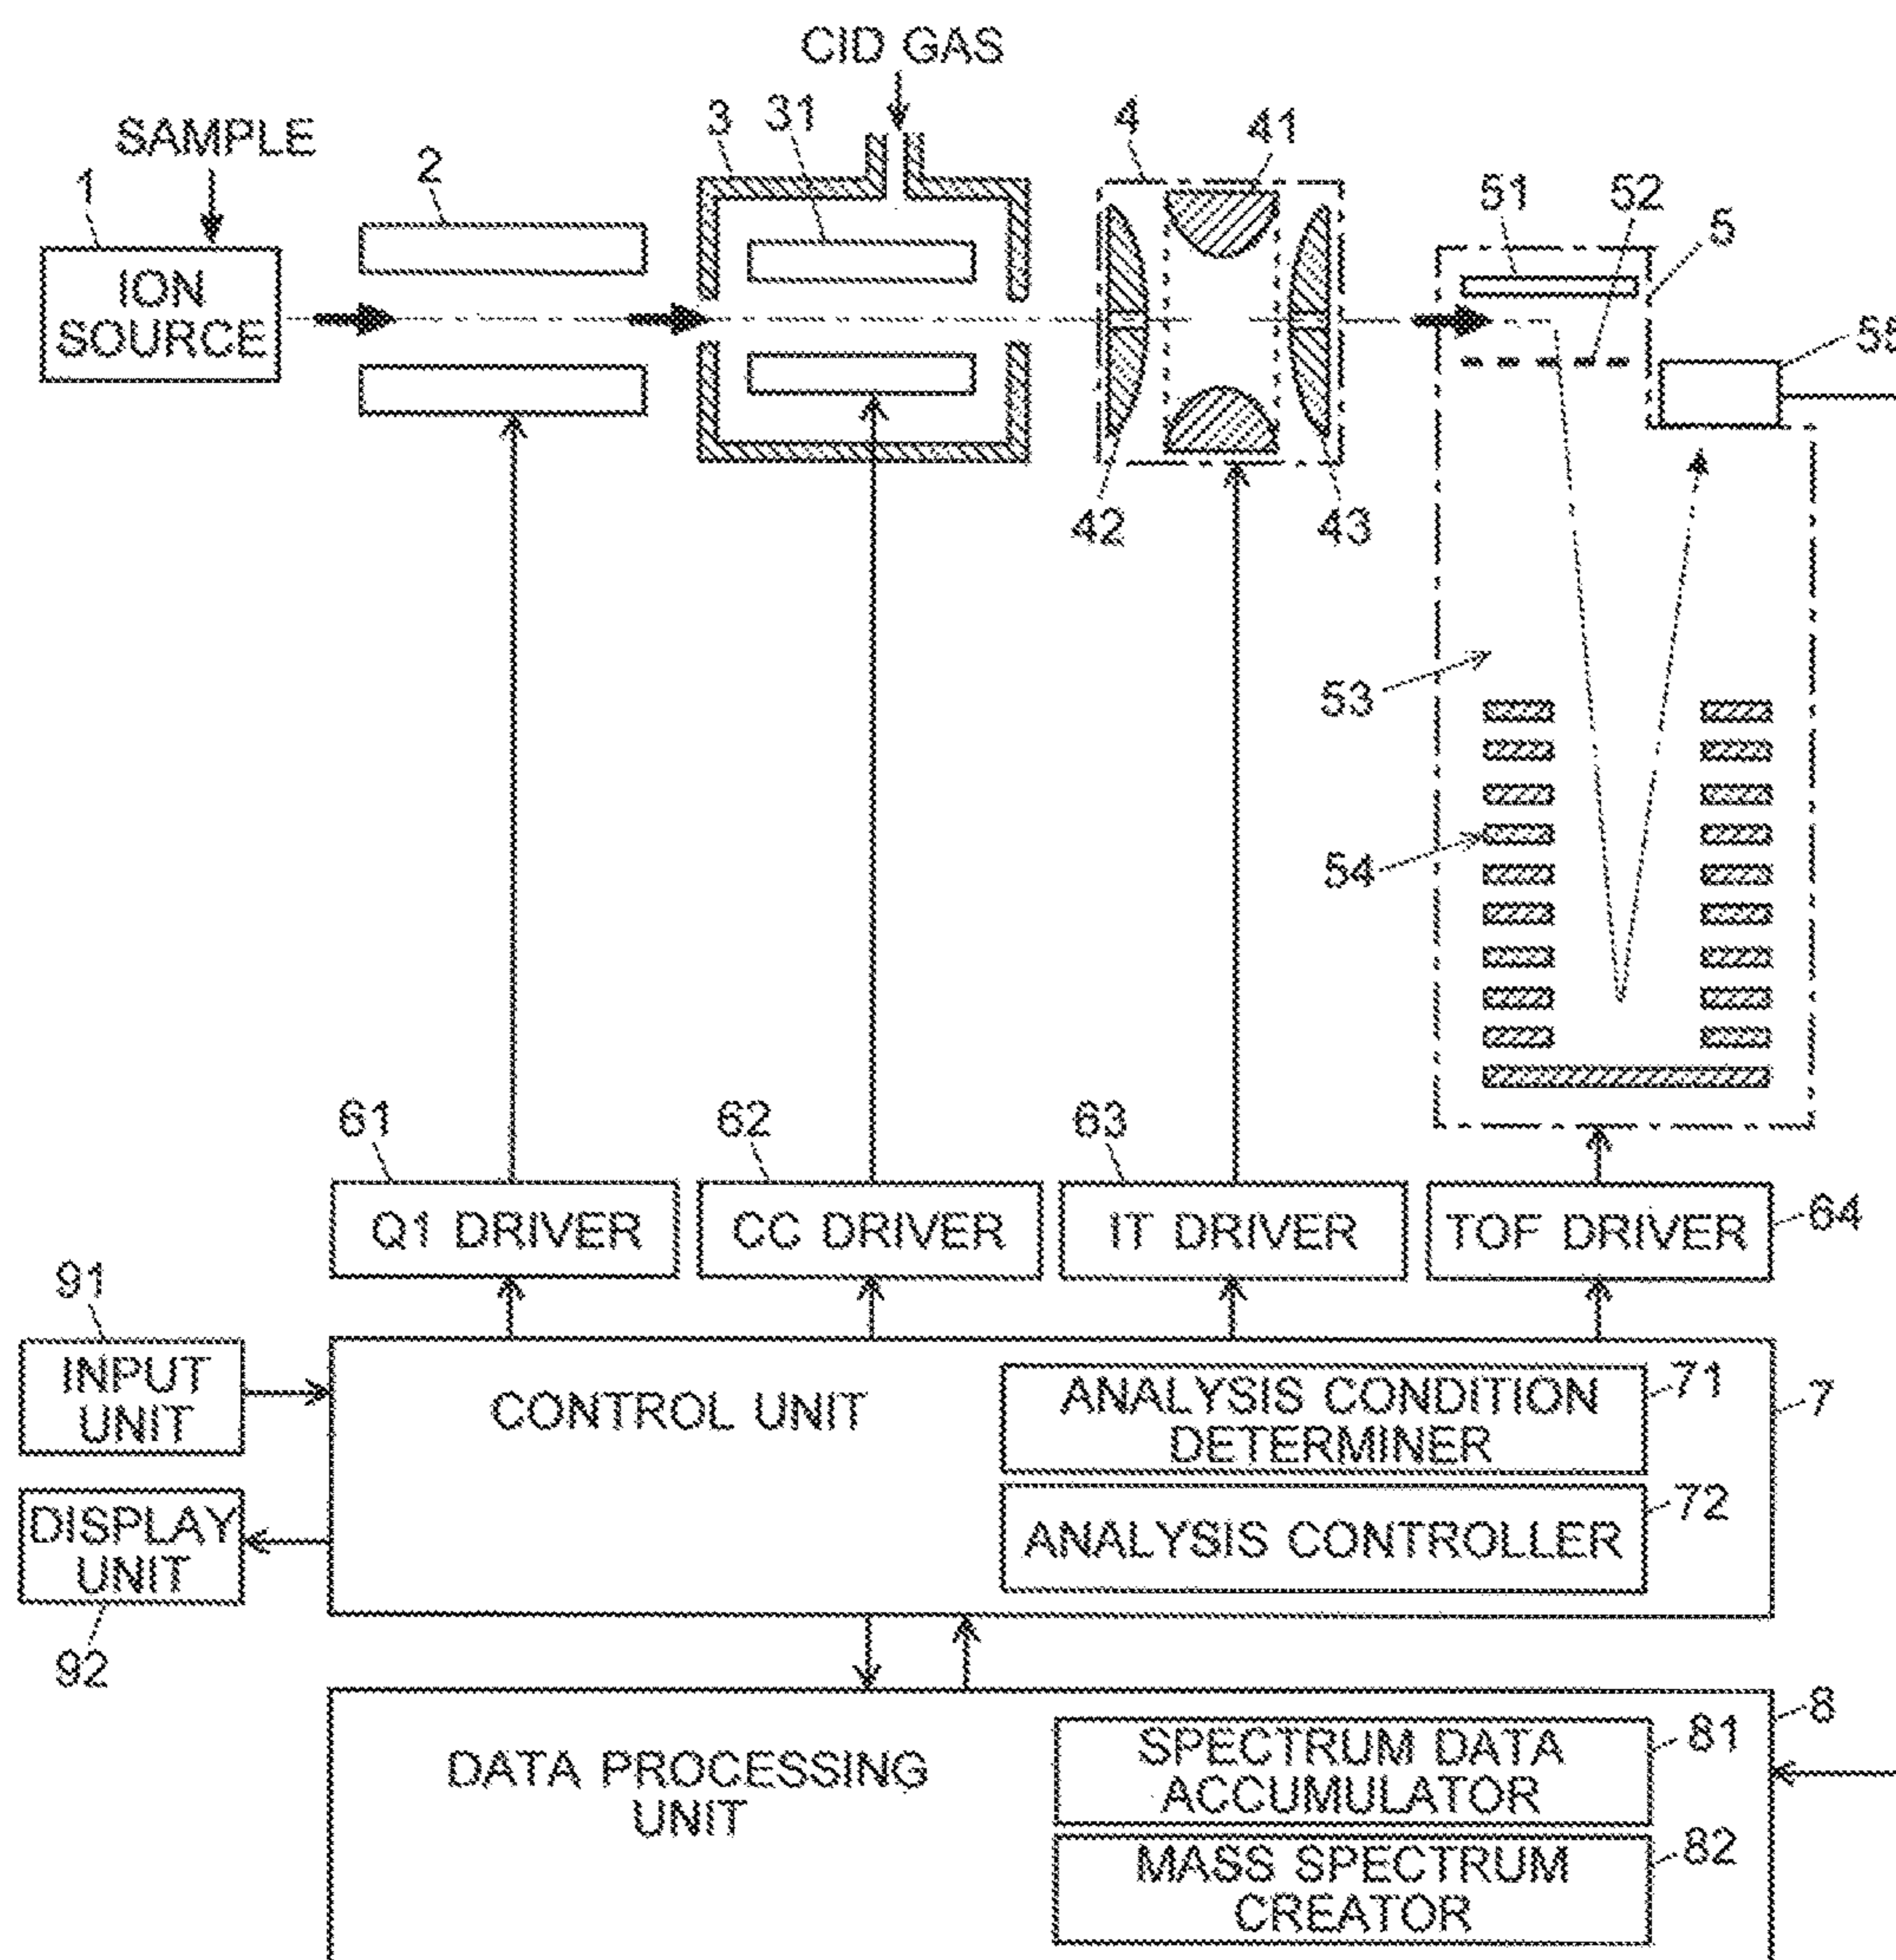 CID GAS
SAMPLE
1
2
3
31
4
41
51
52
5
ION
SOURCE
42
43
53
54
61
62
63
Q1 DRIVER
CC DRIVER
IT DRIVER
TOF DRIVER
64
91
INPUT
UNIT
CONTROL UNIT
ANALYSIS CONDITION
DETERMINER
71
7
DISPLAY
UNIT
ANALYSIS CONTROLLER
72
92
DATA PROCESSING
UNIT
SPECTRUM DATA
ACCUMULATOR
81
8
MASS SPECTRUM
CREATOR
82